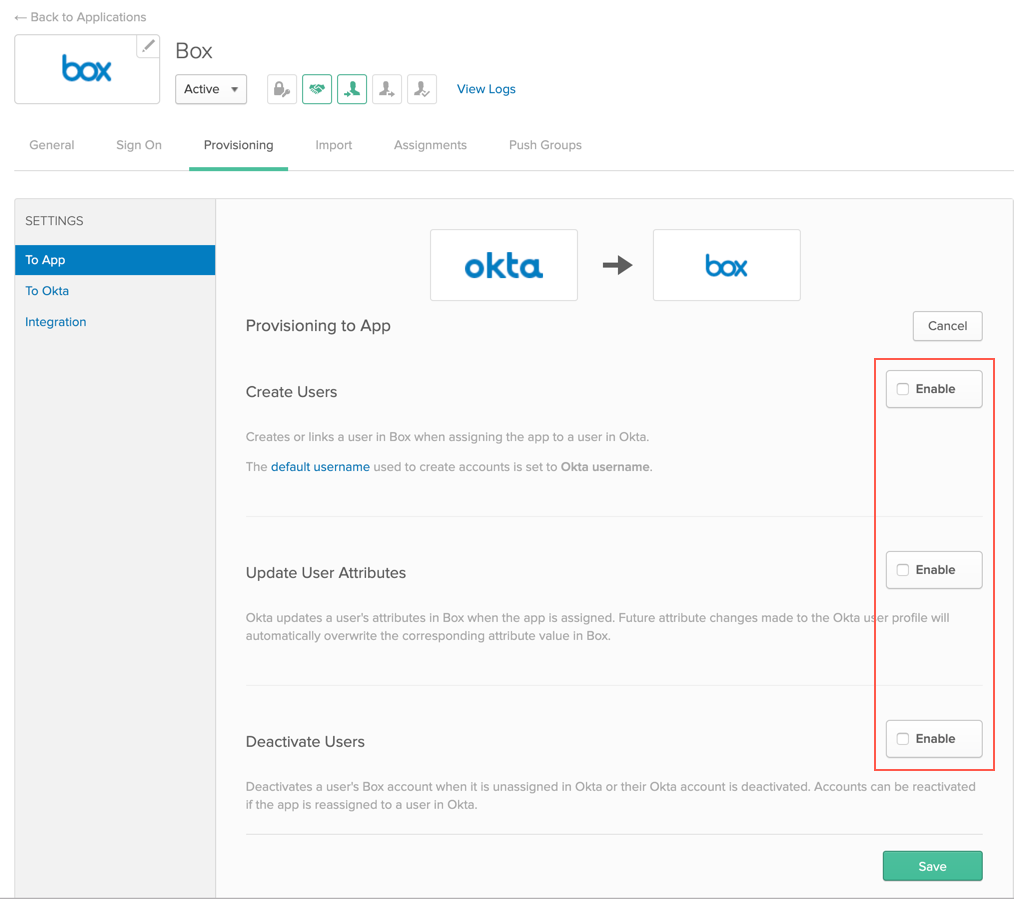 ← Back to Applications
box
Box
Active
View Logs
General
Sign On
Provisioning
Import
Assignments
Push Groups
SETTINGS
To App
To Okta
Integration
okta
box
Provisioning to App
Cancel
Create Users
Enable
Creates or links a user in Box when assigning the app to a user in Okta.
The default username used to create accounts is set to Okta username.
Update User Attributes
Enable
Okta updates a user's attributes in Box when the app is assigned. Future attribute changes made to the Okta user profile will
automatically overwrite the corresponding attribute value in Box.
Deactivate Users
Enable
Deactivates a user's Box account when it is unassigned in Okta or their Okta account is deactivated. Accounts can be reactivated
if the app is reassigned to a user in Okta.
Save